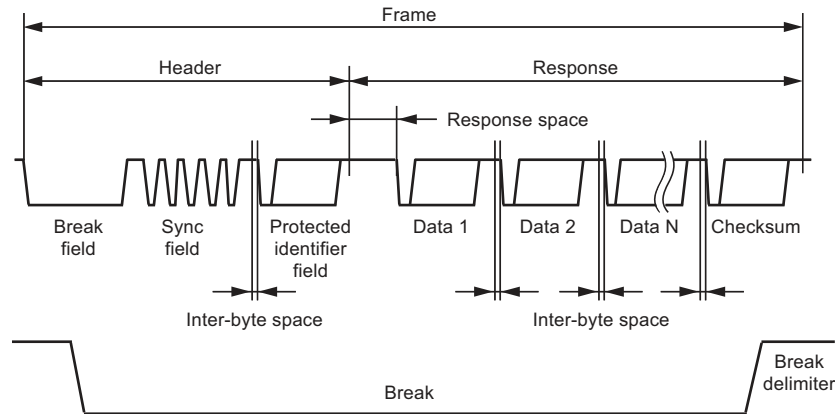 Frame
Header
Response
Response space
Break
field
Sync
field
Protected
identifier
field
Data 1
Data 2
Data N
Checksum
Inter-byte space
Inter-byte space
Break
Break
delimiter